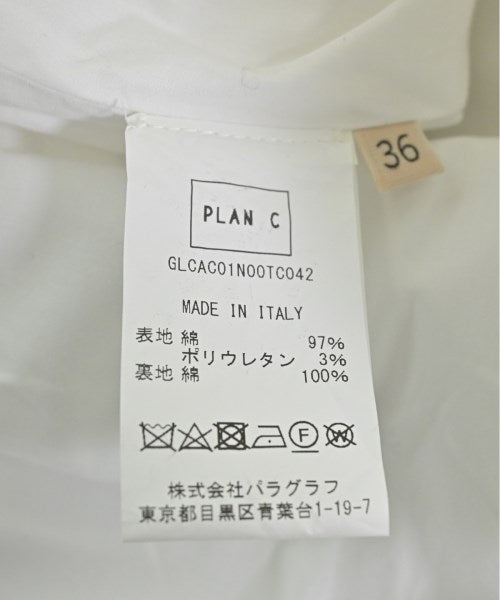 36
PLAN C
GLCAC01N00TC042
MADE IN ITALY
表地 綿 97%
ポリウレタン 3%
裏地 綿 100%
F W
株式会社パラグラフ
東京都目黒区青葉台1-19-7